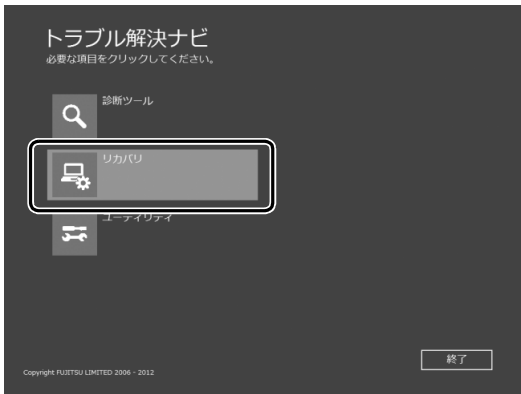 トラブル解決ナビ
必要な項目をクリックしてください。
診断ツール
リカバリ
ユーティリティ
終了
Copyright FUJITSU LIMITED 2006 - 2012